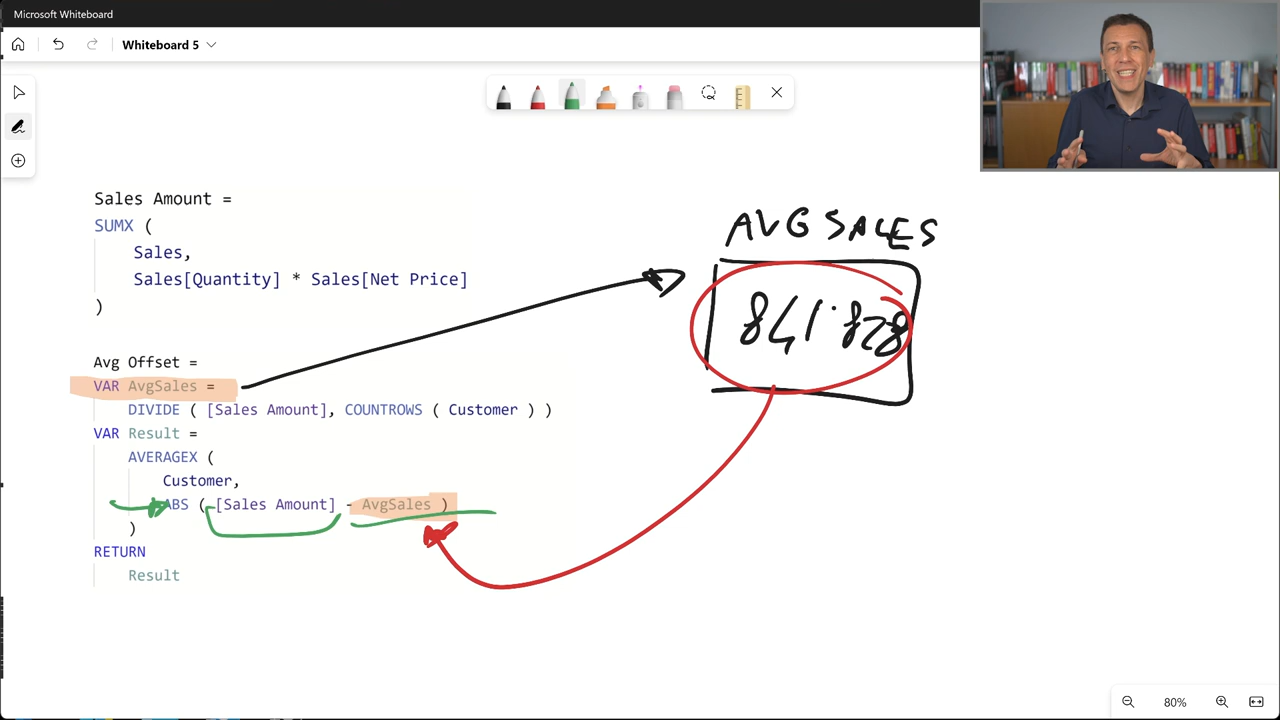 Microsoft Whiteboard
Whiteboard 5
Sales Amount =
SUMX (
Sales,
Sales[Quantity] * Sales[Net Price]
)
Avg Offset =
VAR AvgSales =
DIVIDE ( [Sales Amount], COUNTROWS ( Customer ) )
VAR Result =
AVERAGEX (
Customer,
ABS ( [Sales Amount] - AvgSales )
)
RETURN
Result
AVG SALES
841.828
80%